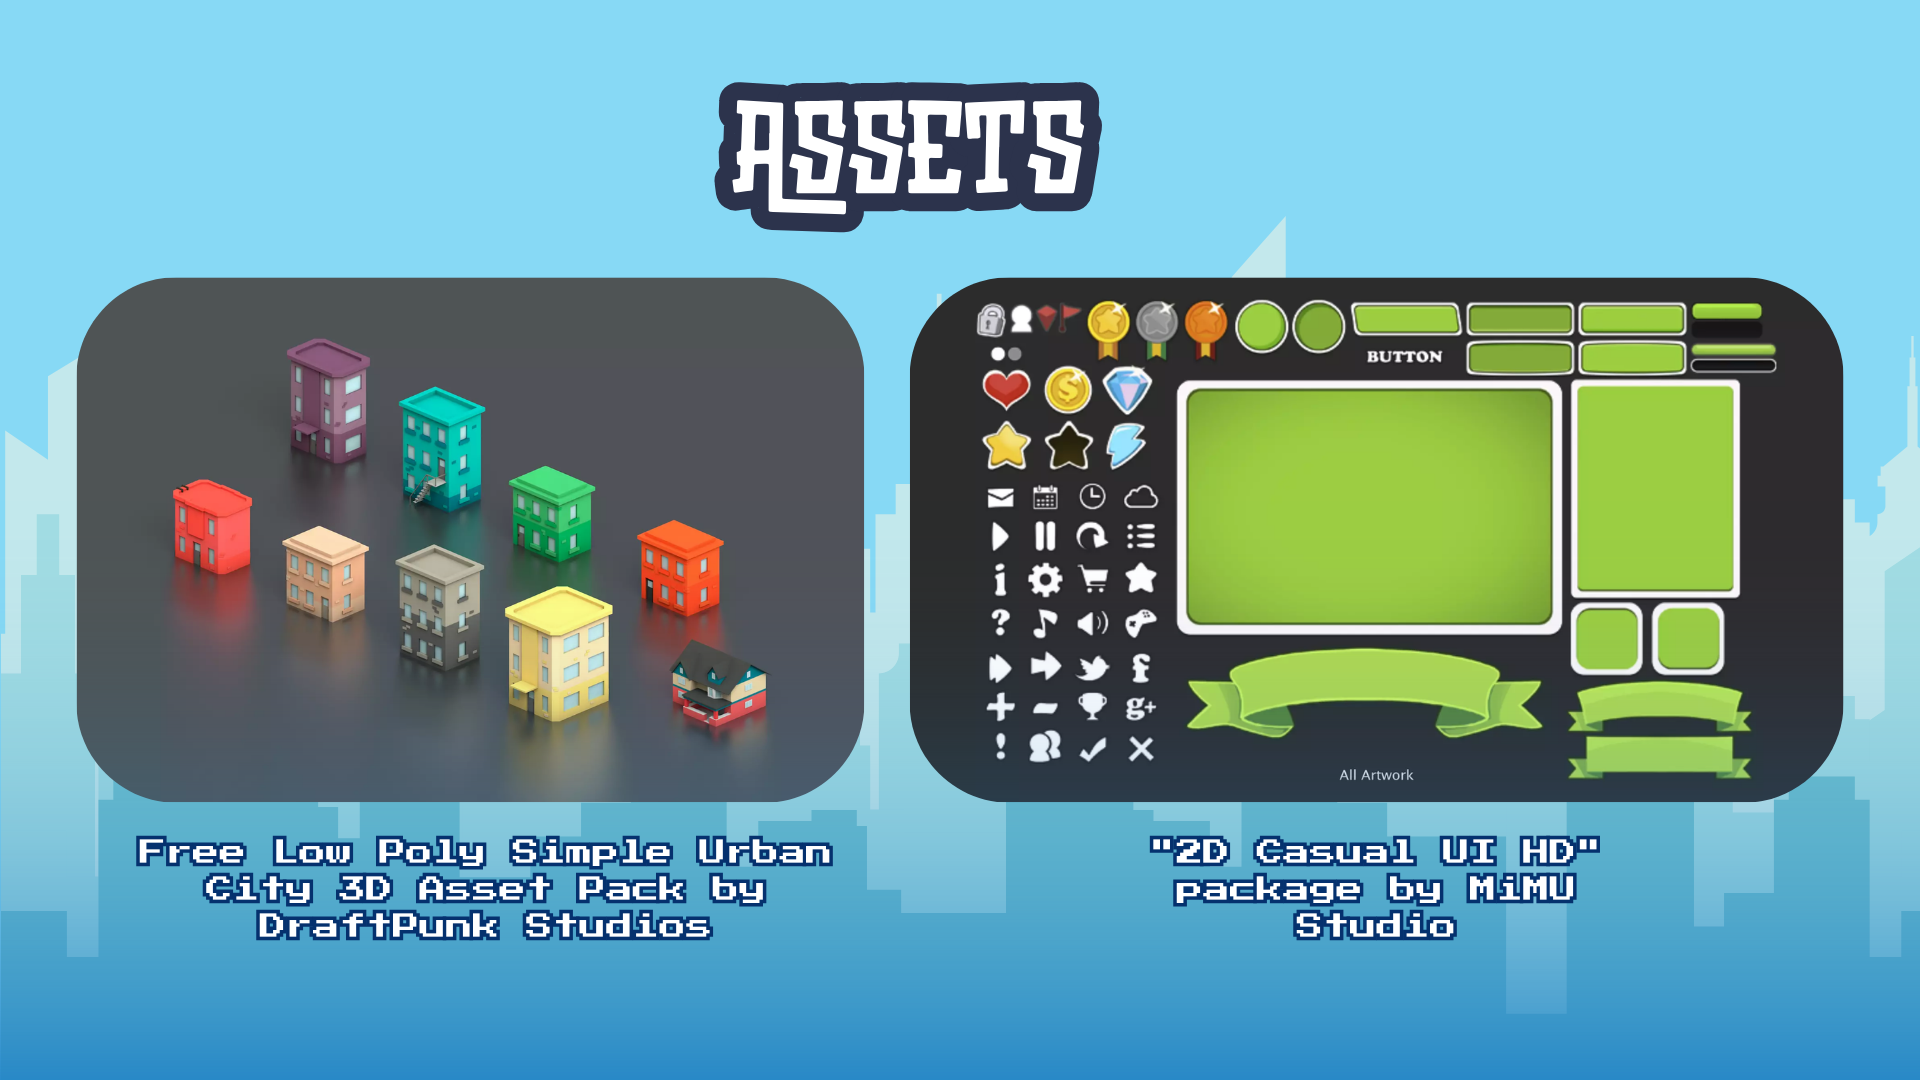 ASSETS
BUTTON
g+
All Artwork
Free Low Poly Simple Urban
City 3D Asset Pack by
DraftPunk Studios
"2D Casual UI HD"
package by MiMU
Studio